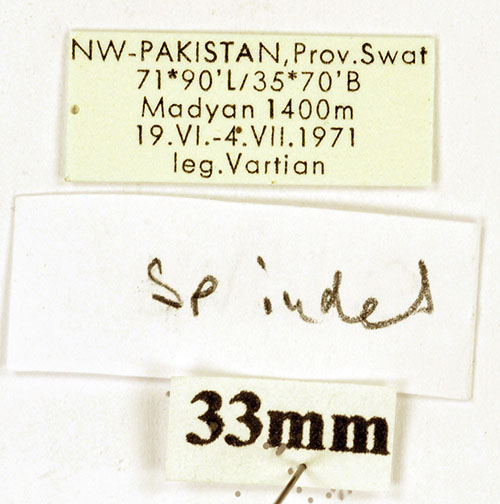 NW-PAKISTAN,Prov.Swat
71*90'L/35*70'B
Madyan 1400m
19.VI.-4.VII.1971
leg.Vartian
Sp indet
33mm